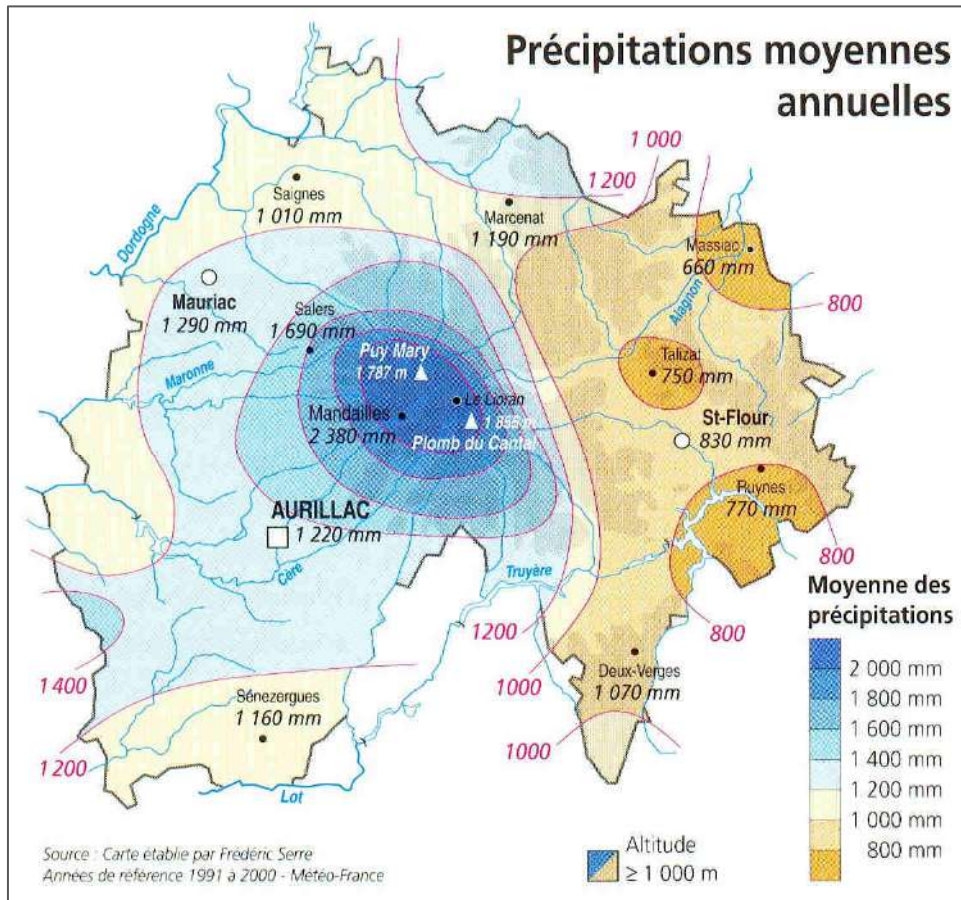 Précipitations moyennes
annuelles
1 000
1 200
Saignes
1 010 mm
Marcenat
1 190 mm
Dordogne
Massiac
660 mm
800
Mauriac
1 290 mm
Salers
1 690 mm
Alagnon
Maronne
Puy Mary
1 787 m
Talizat
750 mm
Le Lioran
Mandailles
2 380 mm
1 855 m
Plomb du Cantal
St-Flour
830 mm
Ruynes
770 mm
AURILLAC
1 220 mm
Cère
Truyère
800
1200
800
1000
1 400
Deux-Verges
1 070 mm
Sénezergues
1 160 mm
1000
1 200
Lot
Moyenne des
précipitations
2 000 mm
1 800 mm
1 600 mm
1 400 mm
1 200 mm
1 000 mm
800 mm
Altitude
≥ 1 000 m
Source : Carte établie par Frédéric Serre
Années de référence 1991 à 2000 - Météo-France